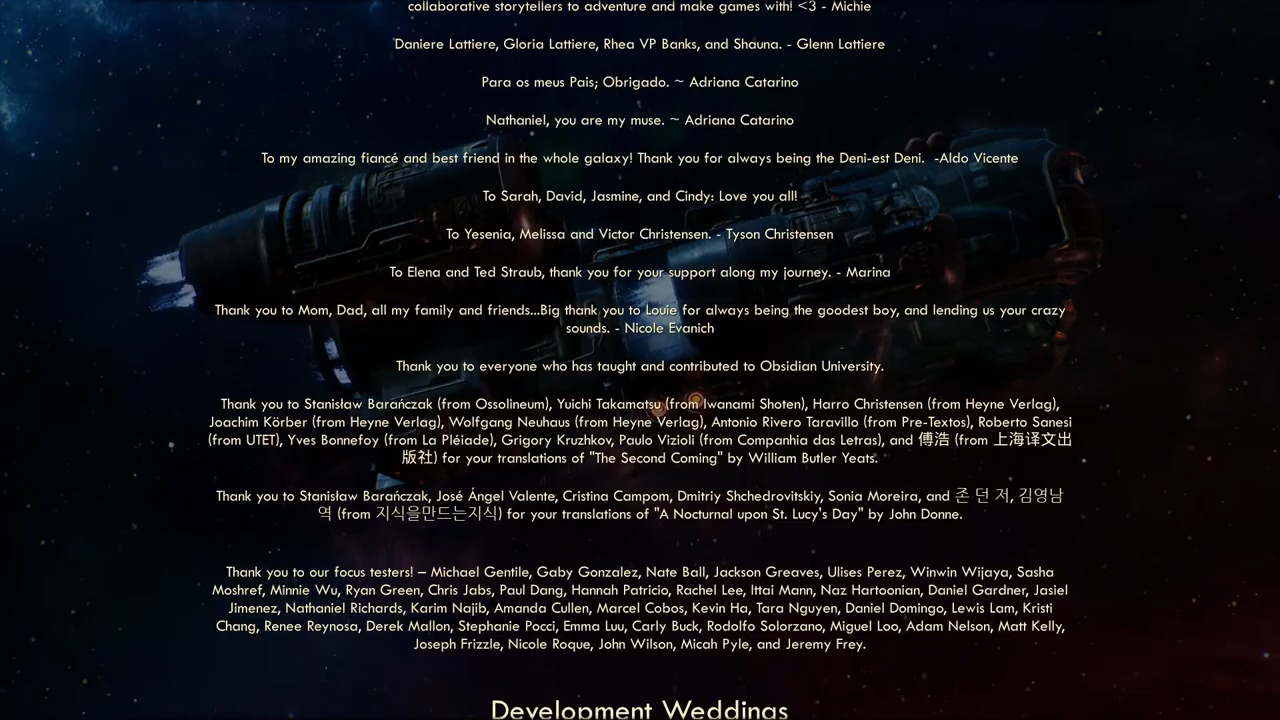 collaborative storytellers to adventure and make games with! <3 - Michie
Daniere Lattiere, Gloria Lattiere, Rhea VP Banks, and Shauna. - Glenn Lattiere
Para os meus Pais; Obrigado. ~ Adriana Catarino
Nathaniel, you are my muse. ~ Adriana Catarino
To my amazing fiancé and best friend in the whole galaxy! Thank you for always being the Deni-est Deni.  -Aldo Vicente
To Sarah, David, Jasmine, and Cindy: Love you all!
To Yesenia, Melissa and Victor Christensen. - Tyson Christensen
To Elena and Ted Straub, thank you for your support along my journey. - Marina
Thank you to Mom, Dad, all my family and friends...Big thank you to Louie for always being the goodest boy, and lending us your crazy
sounds. - Nicole Evanich
Thank you to everyone who has taught and contributed to Obsidian University.
Thank you to Stanisław Barańczak (from Ossolineum), Yuichi Takamatsu (from Iwanami Shoten), Harro Christensen (from Heyne Verlag),
Joachim Körber (from Heyne Verlag), Wolfgang Neuhaus (from Heyne Verlag), Antonio Rivero Taravillo (from Pre-Textos), Roberto Sanesi
(from UTET), Yves Bonnefoy (from La Pléiade), Grigory Kruzhkov, Paulo Vizioli (from Companhia das Letras), and 傅浩 (from 上海译文出
版社) for your translations of "The Second Coming" by William Butler Yeats.
Thank you to Stanisław Barańczak, José Ángel Valente, Cristina Campom, Dmitriy Shchedrovitskiy, Sonia Moreira, and 존 던 저, 김영남
역 (from 지식을만드는지식) for your translations of "A Nocturnal upon St. Lucy's Day" by John Donne.
Thank you to our focus testers! – Michael Gentile, Gaby Gonzalez, Nate Ball, Jackson Greaves, Ulises Perez, Winwin Wijaya, Sasha
Moshref, Minnie Wu, Ryan Green, Chris Jabs, Paul Dang, Hannah Patricio, Rachel Lee, Ittai Mann, Naz Hartoonian, Daniel Gardner, Jasiel
Jimenez, Nathaniel Richards, Karim Najib, Amanda Cullen, Marcel Cobos, Kevin Ha, Tara Nguyen, Daniel Domingo, Lewis Lam, Kristi
Chang, Renee Reynosa, Derek Mallon, Stephanie Pocci, Emma Luu, Carly Buck, Rodolfo Solorzano, Miguel Loo, Adam Nelson, Matt Kelly,
Joseph Frizzle, Nicole Roque, John Wilson, Micah Pyle, and Jeremy Frey.
Development Weddings